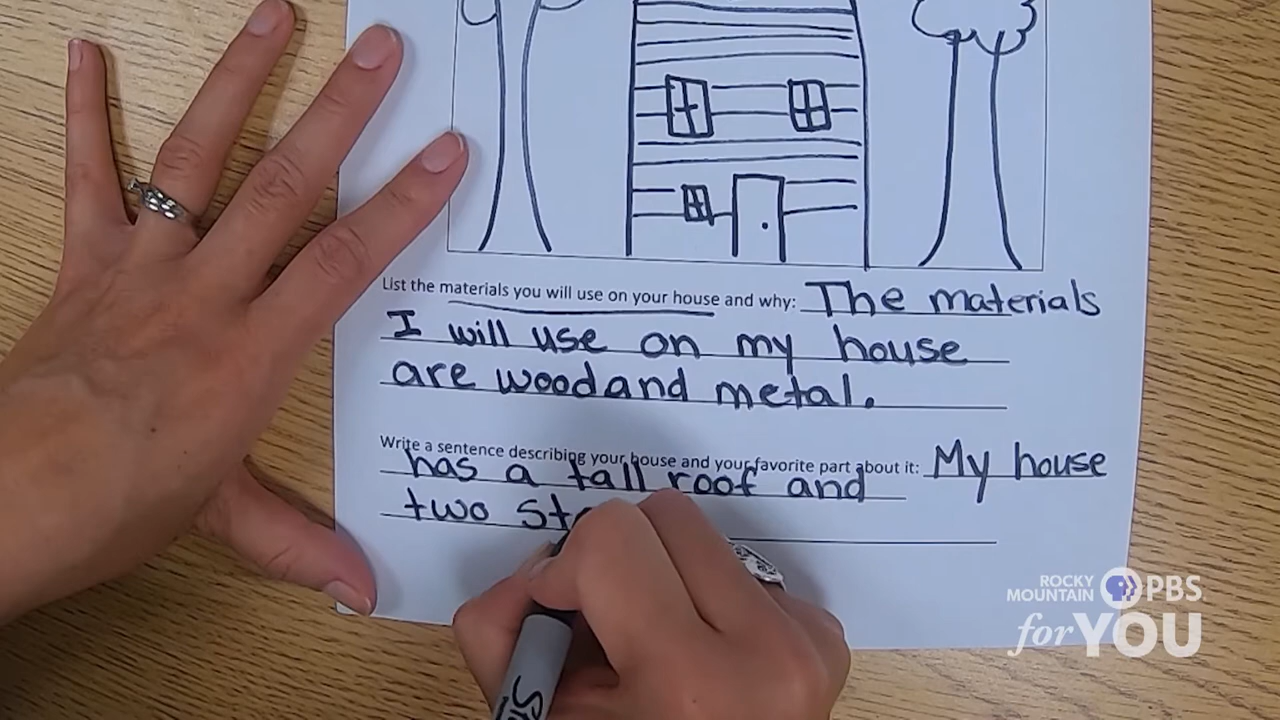 List the materials you will use on your house and why: The materials
I will use on my house
are wood and metal.
Write a sentence describing your house and your favorite part about it: My house
has a tall roof and
two
ROCKY
MOUNTAIN PBS
for YOU